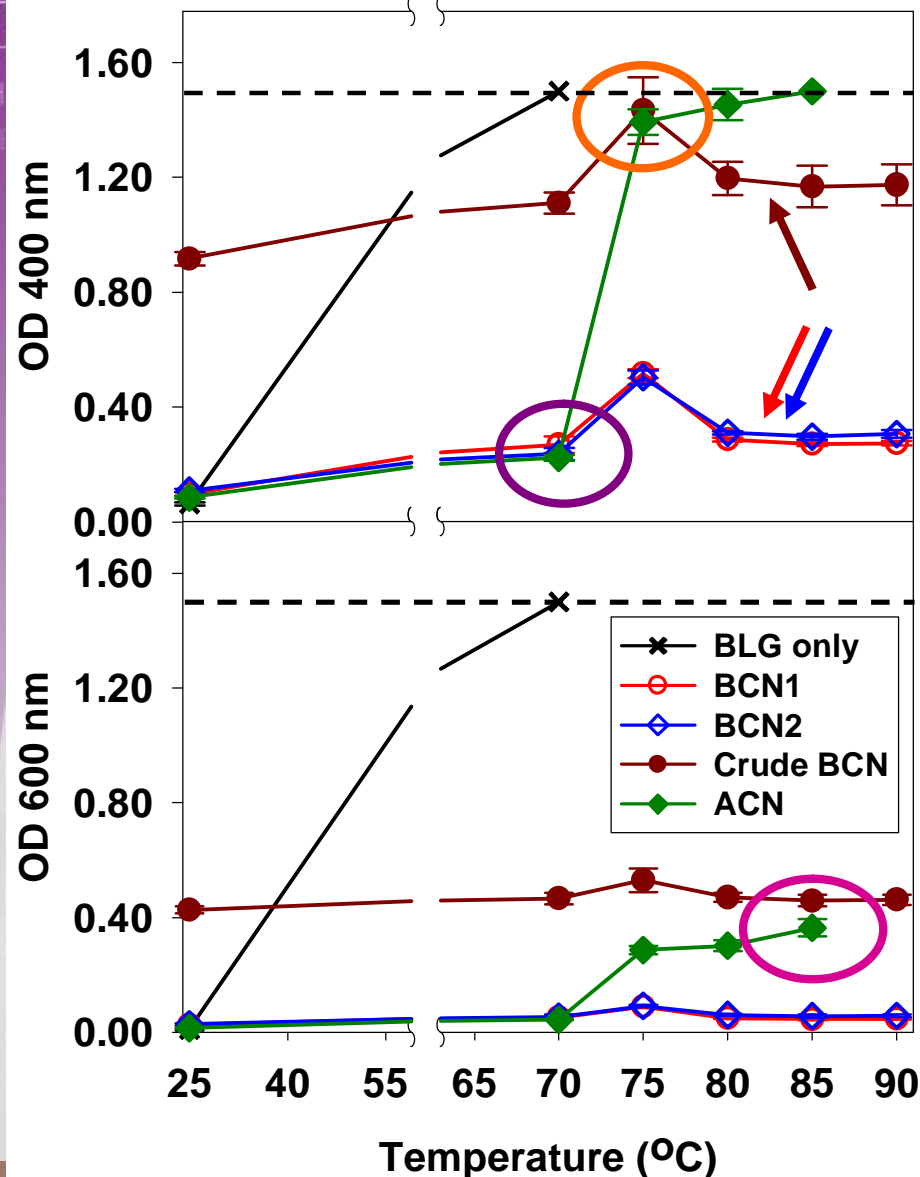 OD 400 nm
1.60
1.20
0.80
0.40
0.00
OD 600 nm
1.60
1.20
0.80
0.40
0.00
BLG only
BCN1
BCN2
Crude BCN
ACN
25 40 55 65 70 75 80 85 90
Temperature (ºC)